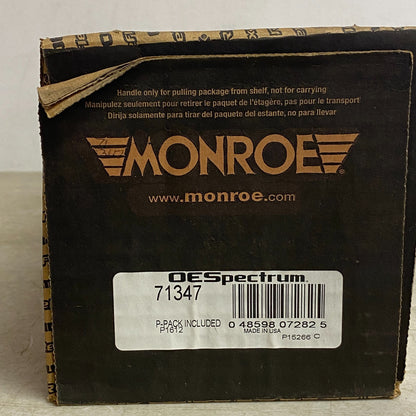 Handle only for pulling package from shelf, not for carrying
Manipulez seulement pour retirer le paquet de l'étagère, pas pour le transport
Dirija solamente para tirar del paquete del estante, no para llevar
MONROE
www.monroe.com
OESpectrum
71347
P-PACK INCLUDED
P1612
0 48598 07282 5
MADE IN USA
P15266 C